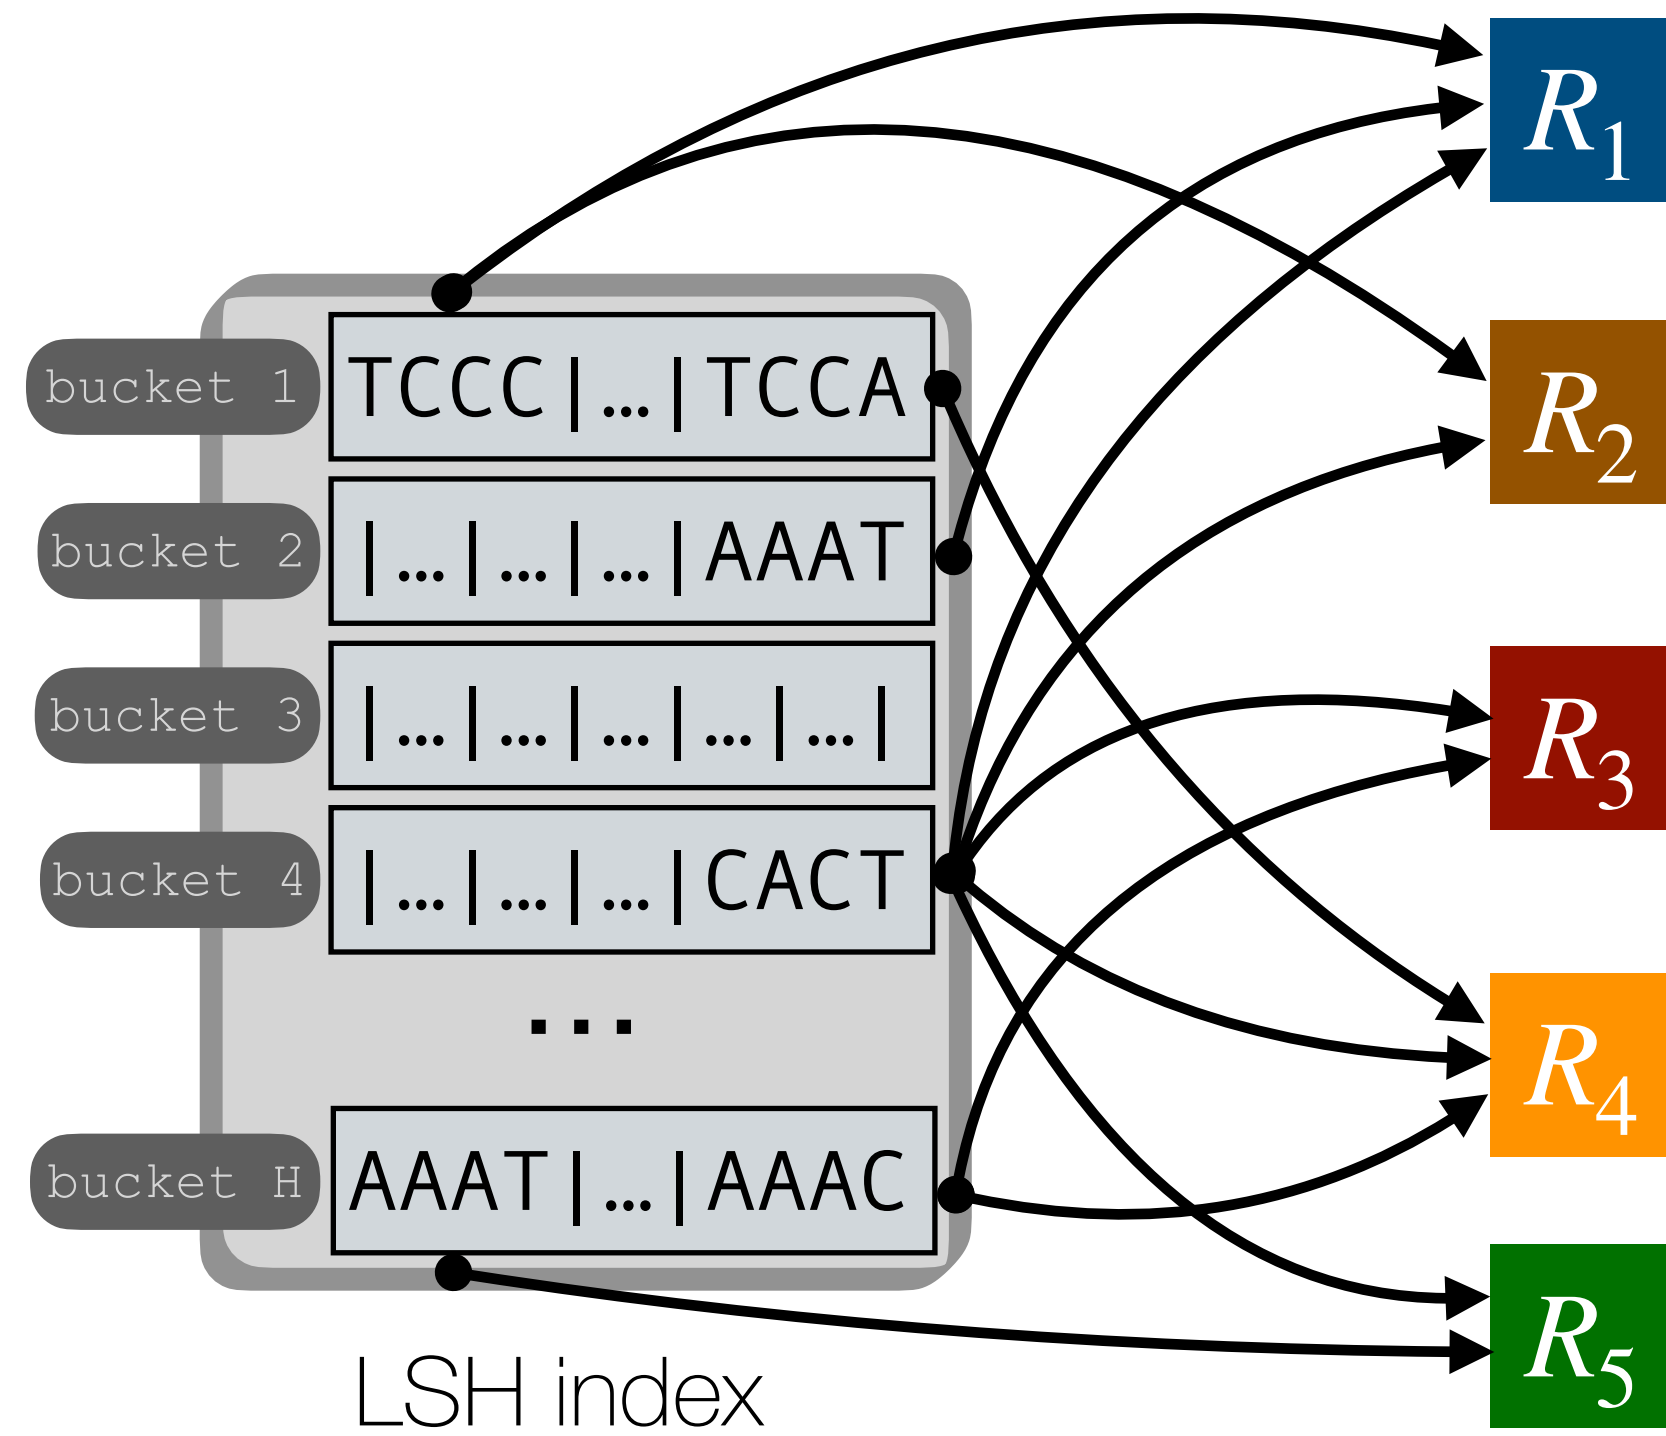 R1
R2
bucket 1 TCCC|…|TCCA
bucket 2 |…|…|…|AAAT
bucket 3 |…|…|…|…|…|
R3
bucket 4 |…|…|…|CACT
...
R4
bucket H AAAT|…|AAAC
R5
LSH index